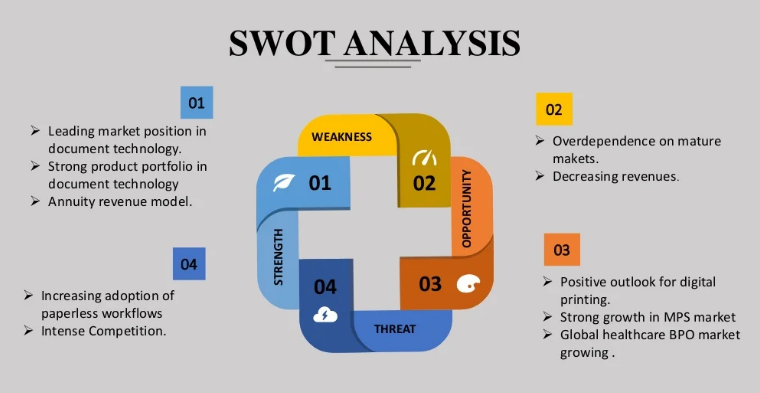 SWOT ANALYSIS
01
➢ Leading market position in
document technology.
➢ Strong product portfolio in
document technology
➢ Annuity revenue model.
02
➢ Overdependence on mature
makets.
➢ Decreasing revenues.
WEAKNESS
01
02
OPPORTUNITY
STRENGTH
04
03
THREAT
04
➢ Increasing adoption of
paperless workflows
➢ Intense Competition.
03
➢ Positive outlook for digital
printing.
➢ Strong growth in MPS market
➢ Global healthcare BPO market
growing .